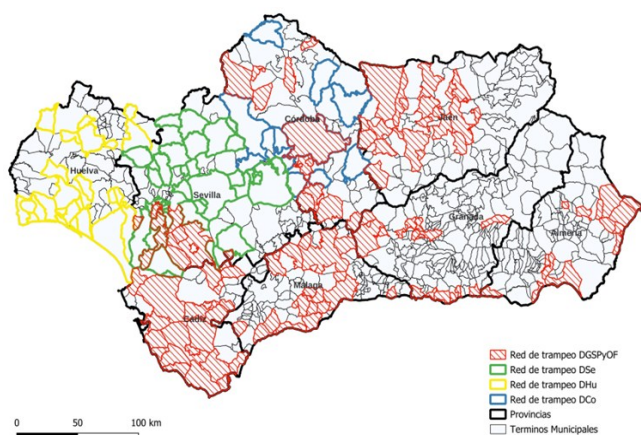 Córdoba
Jaén
Huelva
Sevilla
Granada
Almería
Málaga
Cádiz
Red de trampeo DGSPyOF
Red de trampeo DSe
Red de trampeo DHu
Red de trampeo DCo
Provincias
Terminos Municipales
0 50 100 km